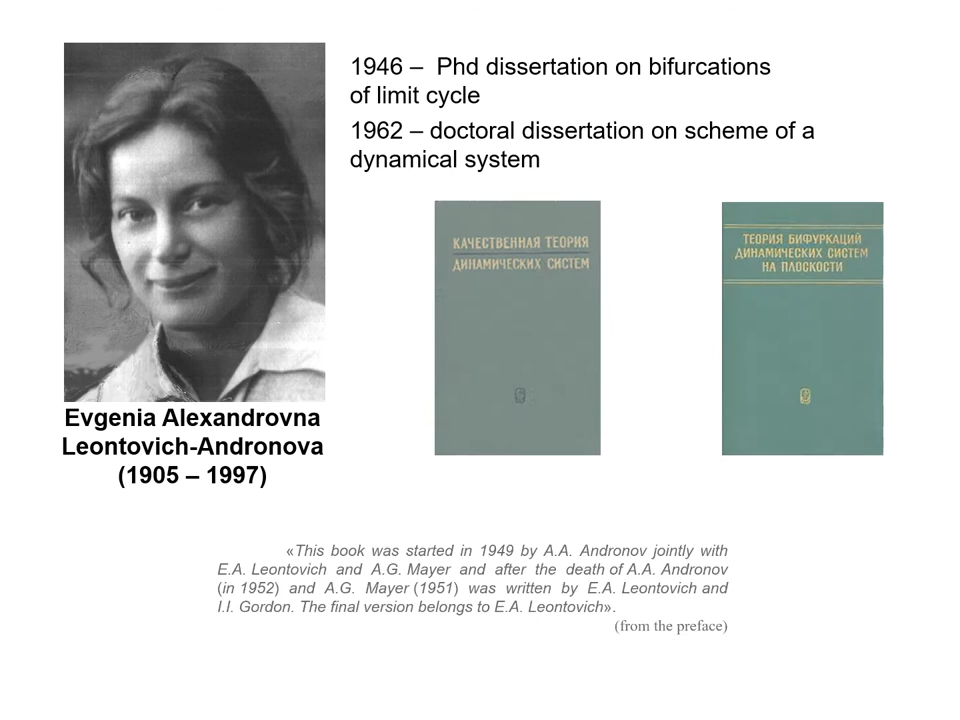 1946 – Phd dissertation on bifurcations
of limit cycle
1962 – doctoral dissertation on scheme of a
dynamical system
КАЧЕСТВЕННАЯ ТЕОРИЯ
ДИНАМИЧЕСКИХ СИСТЕМ
ТЕОРИЯ БИФУРКАЦИЙ
ДИНАМИЧЕСКИХ СИСТЕМ
НА ПЛОСКОСТИ
Evgenia Alexandrovna
Leontovich-Andronova
(1905 – 1997)
«This book was started in 1949 by A.A. Andronov jointly with
E.A. Leontovich and A.G. Mayer and after the death of A.A. Andronov
(in 1952) and A.G. Mayer (1951) was written by E.A. Leontovich and
I.I. Gordon. The final version belongs to E.A. Leontovich».
(from the preface)